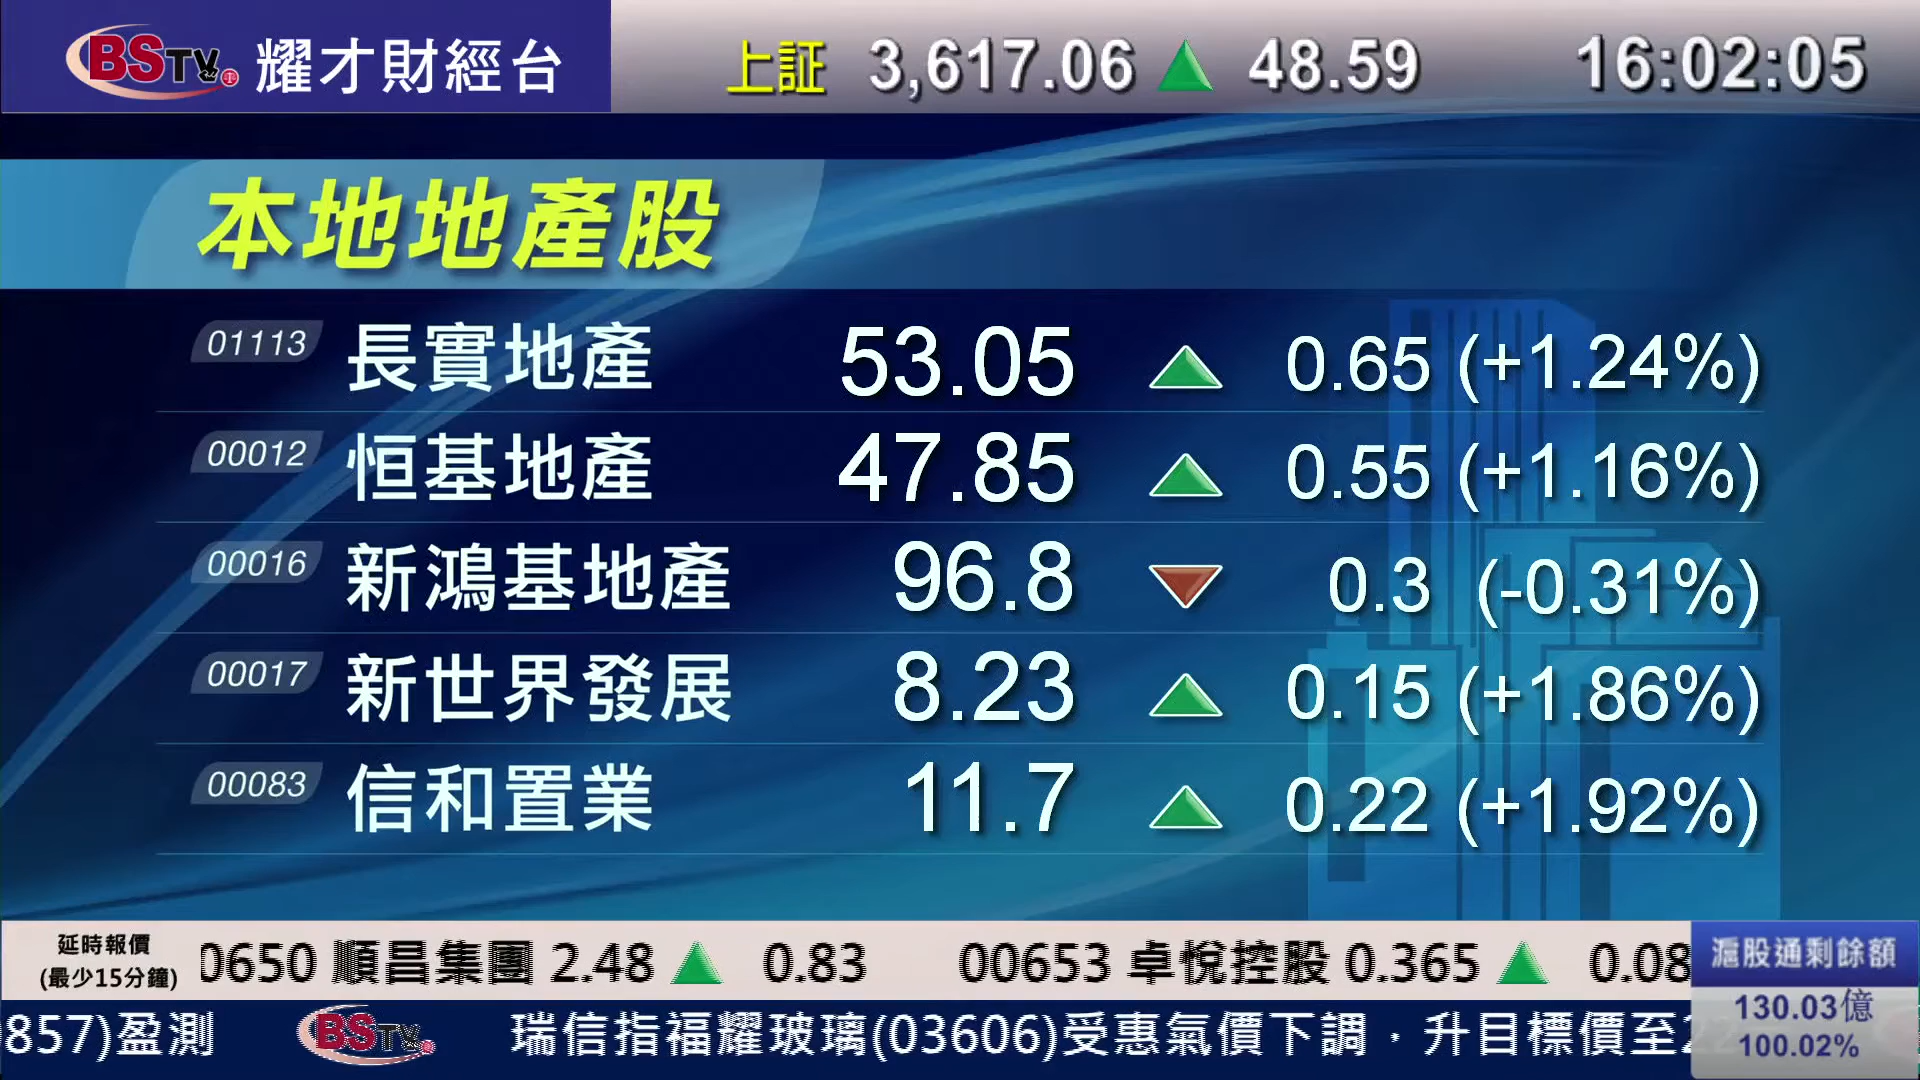 BSTV 耀才財經台
上証 3,617.06 ▲ 48.59
16:02:05
本地地產股
01113 長實地產 53.05 ▲ 0.65 (+1.24%)
00012 恒基地產 47.85 ▲ 0.55 (+1.16%)
00016 新鴻基地產 96.8 ▼ 0.3 (-0.31%)
00017 新世界發展 8.23 ▲ 0.15 (+1.86%)
00083 信和置業 11.7 ▲ 0.22 (+1.92%)
延時報價
(最少15分鐘)
0650 順昌集團 2.48 ▲ 0.83 00653 卓悅控股 0.365 ▲ 0.08
滬股通剩餘額
130.03億
100.02%
857)盈測 BSTV 瑞信指福耀玻璃(03606)受惠氣價下調，升目標價至